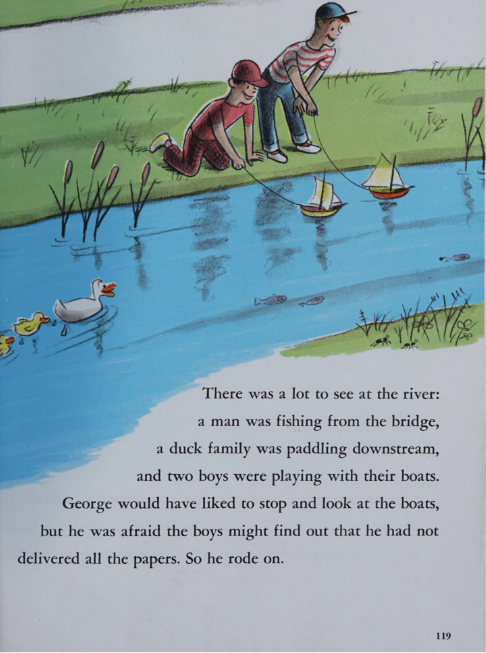 There was a lot to see at the river:
a man was fishing from the bridge,
a duck family was paddling downstream,
and two boys were playing with their boats.
George would have liked to stop and look at the boats,
but he was afraid the boys might find out that he had not
delivered all the papers. So he rode on.
119